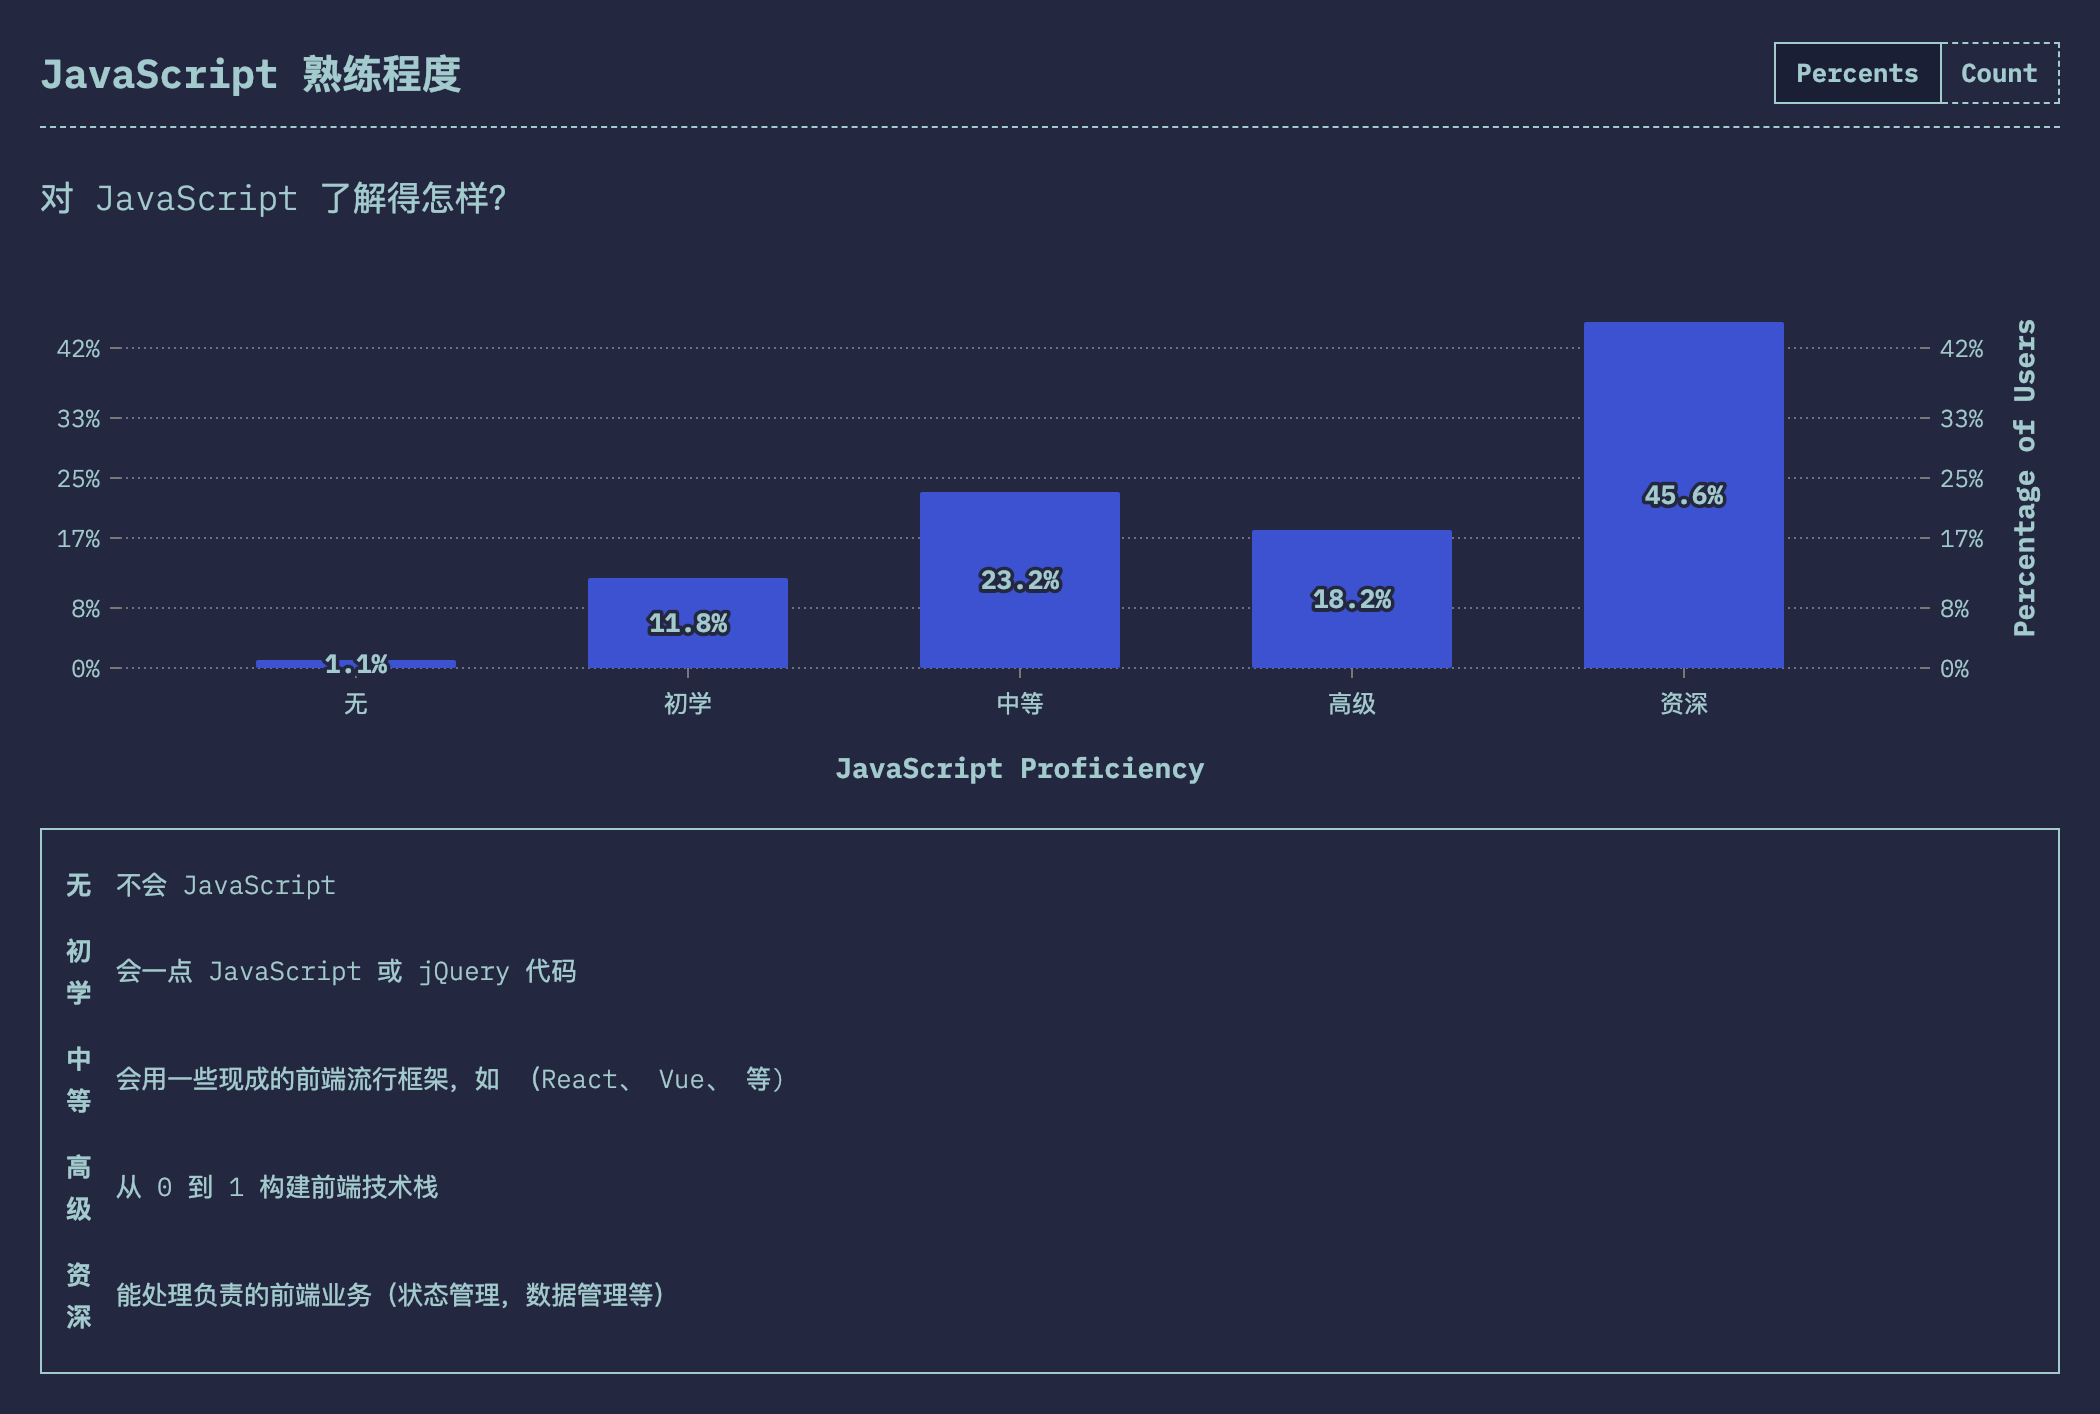 JavaScript 熟练程度
Percents Count
对 JavaScript 了解得怎样？
42% 42%
33% 33%
25% 25%
17% 17%
8% 8%
0% 0%
Percentage of Users
1.1% 11.8% 23.2% 18.2% 45.6%
无 初学 中等 高级 资深
JavaScript Proficiency
无 不会 JavaScript
初学 会一点 JavaScript 或 jQuery 代码
中等 会用一些现成的前端流行框架，如 （React、 Vue、 等）
高级 从 0 到 1 构建前端技术栈
资深 能处理负责的前端业务（状态管理，数据管理等）